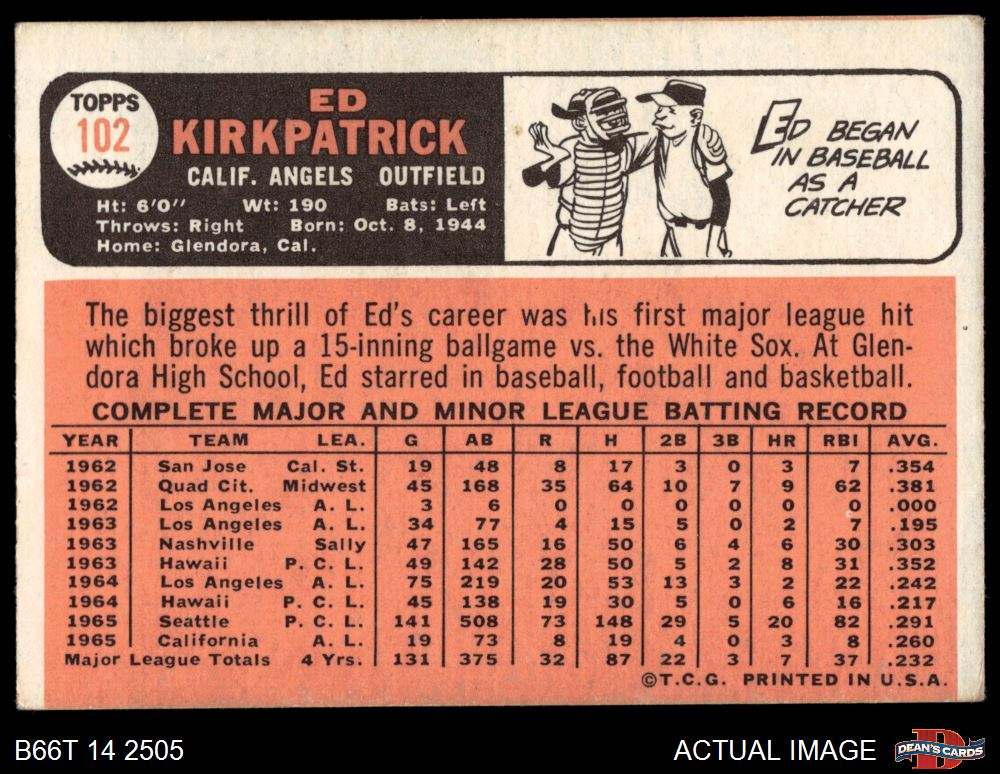 TOPPS
102
ED
KIRKPATRICK
CALIF. ANGELS OUTFIELD
Ht: 6'0" Wt: 190 Bats: Left
Throws: Right Born: Oct. 8, 1944
Home: Glendora, Cal.
ED BEGAN
IN BASEBALL
AS A
CATCHER
The biggest thrill of Ed's career was his first major league hit
which broke up a 15-inning ballgame vs. the White Sox. At Glen-
dora High School, Ed starred in baseball, football and basketball.
COMPLETE MAJOR AND MINOR LEAGUE BATTING RECORD
YEAR TEAM LEA. G AB R H 2B 3B HR RBI AVG.
1962 San Jose Cal. St. 19 48 8 17 3 0 3 7 .354
1962 Quad Cit. Midwest 45 168 35 64 10 7 9 62 .381
1962 Los Angeles A. L. 3 6 0 0 0 0 0 0 .000
1963 Los Angeles A. L. 34 77 4 15 5 0 2 7 .195
1963 Nashville Sally 47 165 16 50 6 4 6 30 .303
1963 Hawaii P. C. L. 49 142 28 50 5 2 8 31 .352
1964 Los Angeles A. L. 75 219 20 53 13 3 2 22 .242
1964 Hawaii P. C. L. 45 138 19 30 5 0 6 16 .217
1965 Seattle P. C. L. 141 508 73 148 29 5 20 82 .291
1965 California A. L. 19 73 8 19 4 0 3 8 .260
Major League Totals 4 Yrs. 131 375 32 87 22 3 7 37 .232
©T.C.G. PRINTED IN U.S.A.
B66T 14 2505
ACTUAL IMAGE
D
DEAN'S CARDS